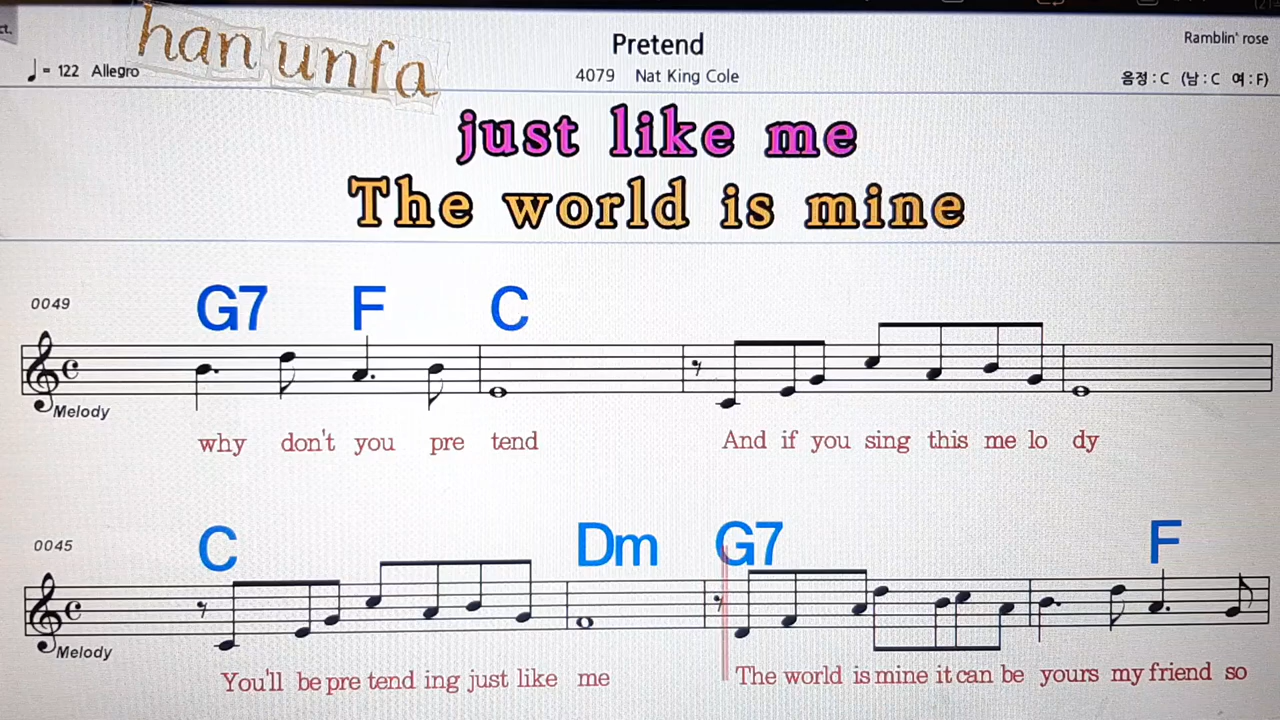 ct.
han unfa
♩= 122 Allegro
Pretend
4079 Nat King Cole
Ramblin' rose
음정 : C (남 : C 여 : F)
just like me
The world is mine
0049
G7 F C
Melody
why don't you pre tend And if you sing this me lo dy
0045
C Dm G7 F
Melody
You'll be pre tend ing just like me The world is mine it can be yours my friend so